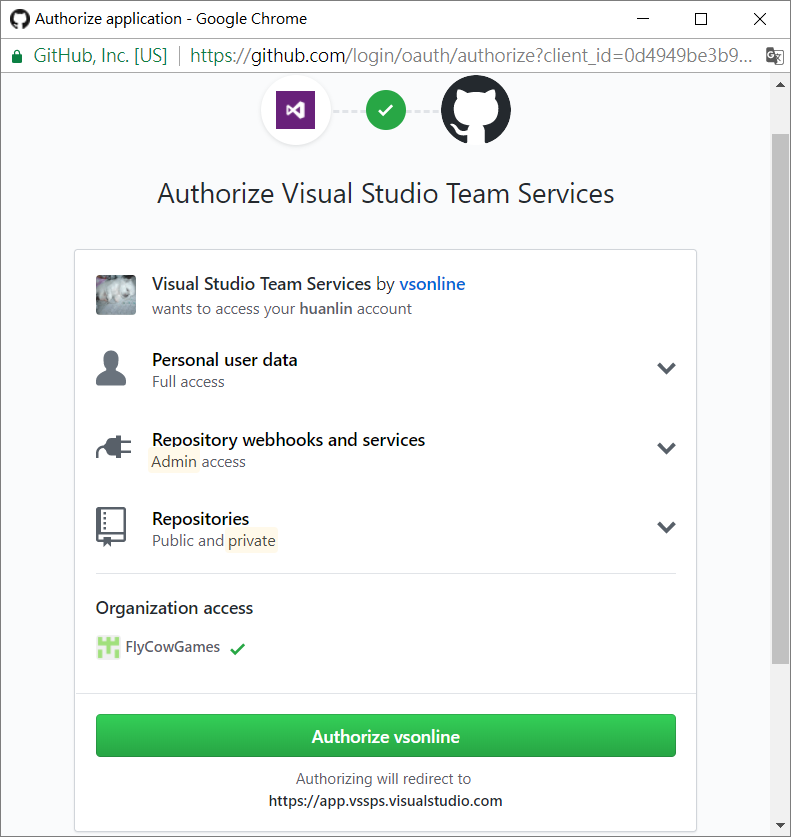 Authorize application - Google Chrome
GitHub, Inc. [US] | https://github.com/login/oauth/authorize?client_id=0d4949be3b9...
Authorize Visual Studio Team Services
Visual Studio Team Services by vsonline
wants to access your huanlin account
Personal user data
Full access
Repository webhooks and services
Admin access
Repositories
Public and private
Organization access
FlyCowGames
Authorize vsonline
Authorizing will redirect to
https://app.vssps.visualstudio.com